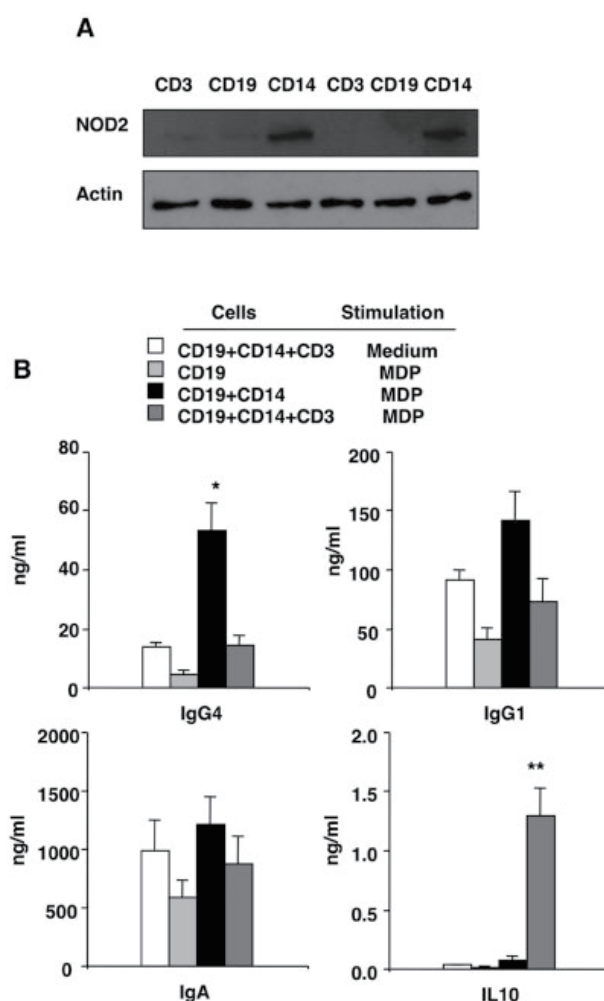 A
CD3 CD19 CD14 CD3 CD19 CD14
NOD2
Actin
Cells Stimulation
CD19+CD14+CD3 Medium
B
CD19 MDP
CD19+CD14 MDP
CD19+CD14+CD3 MDP
80
60
40
20
0
ng/ml
*
IgG4
200
150
100
50
0
ng/ml
IgG1
2000
1500
1000
500
0
ng/ml
IgA
2.0
1.5
1.0
0.5
0.0
ng/ml
**
IL10